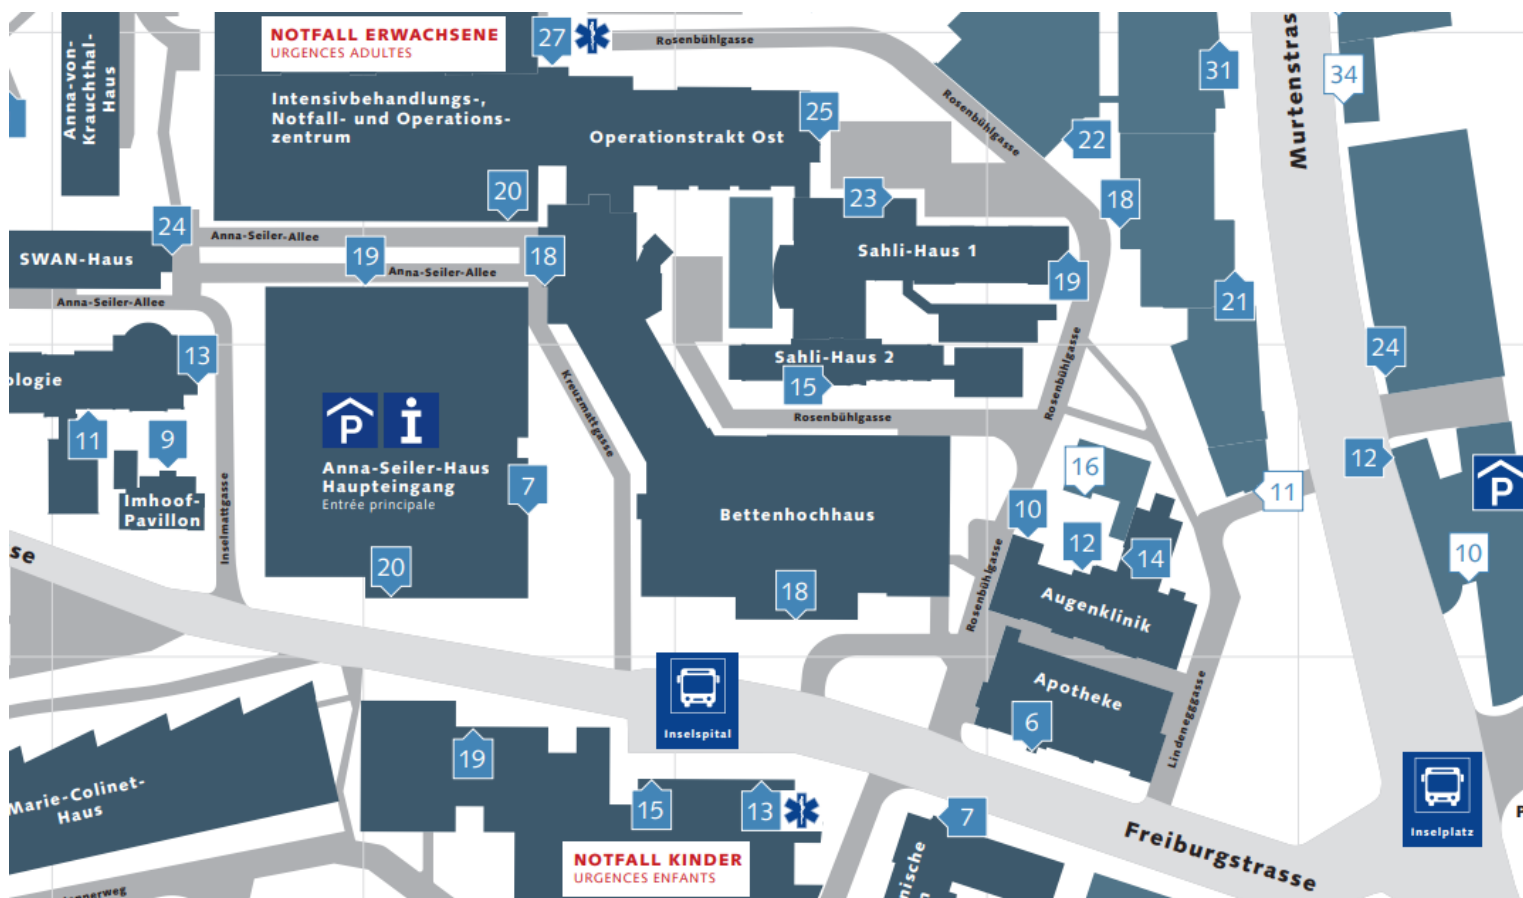 NOTFALL ERWACHSENE
URGENCES ADULTES
27
Rosenbühlgasse
31
34
Murtenstras
Anna-von-
Krauchthal-
Haus
Intensivbehandlungs-,
Notfall- und Operations-
zentrum
Operationstrakt Ost
25
Rosenbühlgasse
22
20
23
18
24
Anna-Seiler-Allee
SWAN-Haus
19
Anna-Seiler-Allee
18
Sahli-Haus 1
19
21
Anna-Seiler-Allee
13
ologie
Sahli-Haus 2
15
Rosenbühlgasse
24
Kreuzmattgasse
Rosenbühlgasse
11
9
P
i
Anna-Seiler-Haus
Haupteingang
Entrée principale
7
12
16
11
P
Imhoof-
Pavillon
Inselmattgasse
Bettenhochhaus
10
12
14
10
se
20
18
Rosenbühlgasse
Augenklinik
Apotheke
6
Lindenegggasse
Inselspital
19
15
13
Marie-Colinet-
Haus
7
Inselplatz
P
NOTFALL KINDER
URGENCES ENFANTS
nische
Freiburgstrasse
nnerweg